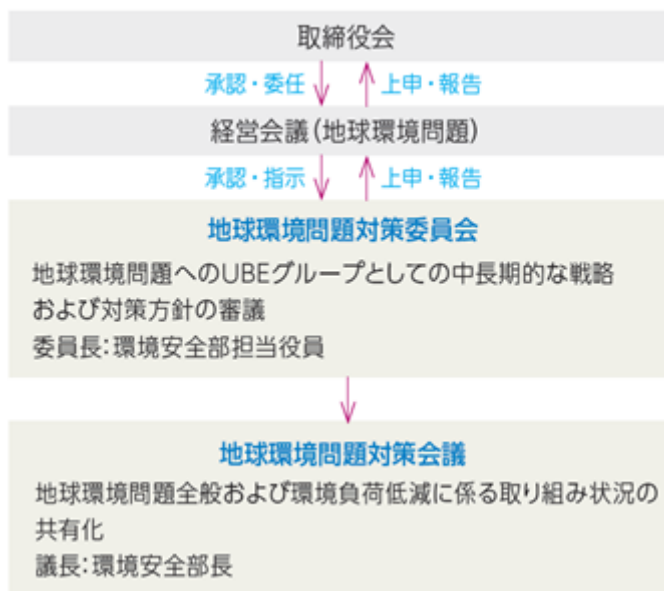 取締役会
承認・委任 上申・報告
経営会議(地球環境問題)
承認・指示 上申・報告
地球環境問題対策委員会
地球環境問題へのUBEグループとしての中長期的な戦略
および対策方針の審議
委員長:環境安全部担当役員
地球環境問題対策会議
地球環境問題全般および環境負荷低減に係る取り組み状況の
共有化
議長:環境安全部長